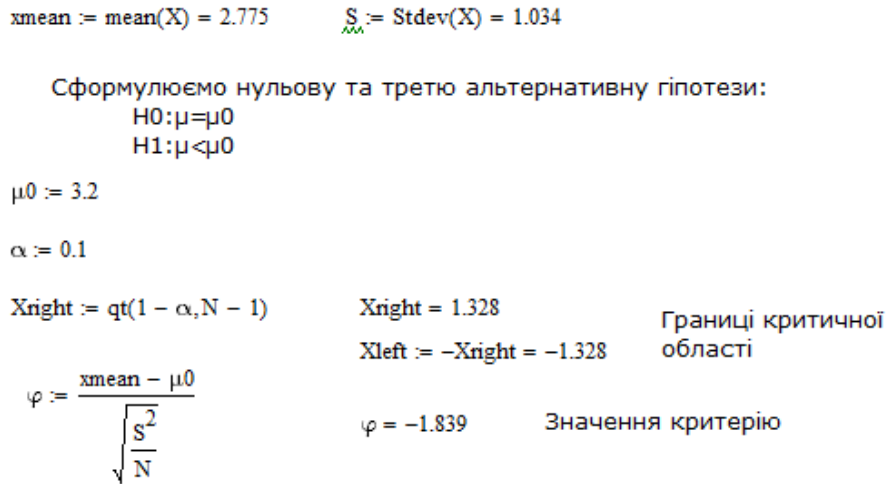 xmean := mean(X) = 2.775 S := Stdev(X) = 1.034
Сформулюємо нульову та третю альтернативну гіпотези:
H0:μ=μ0
H1:μ<μ0
μ0 := 3.2
α := 0.1
Xright := qt(1 − α, N − 1) Xright = 1.328
Границі критичної
Xleft := −Xright = −1.328 області
φ := (xmean − μ0) / √(S² / N) φ = −1.839 Значення критерію